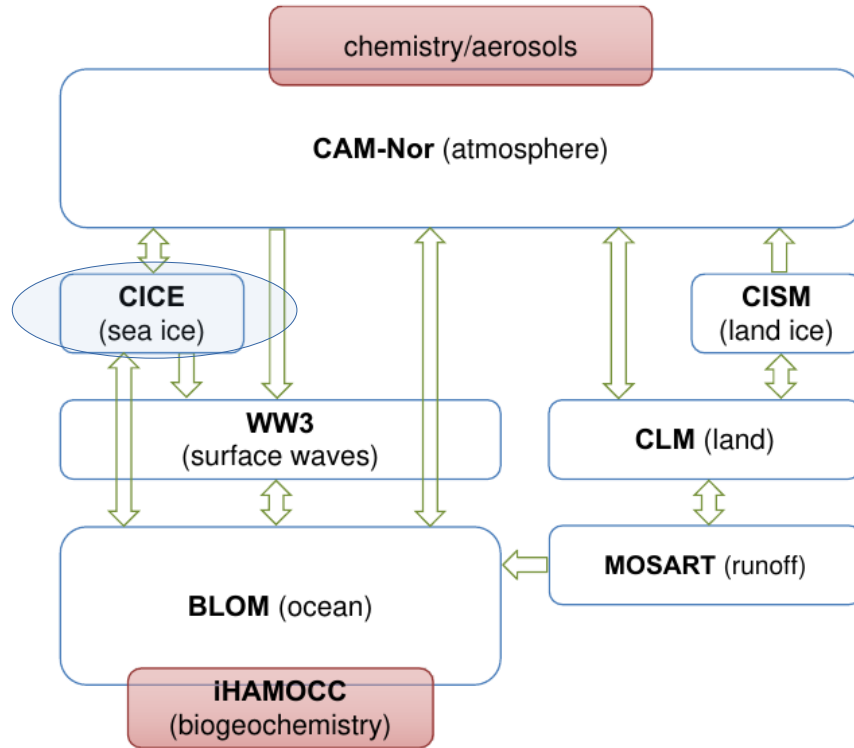 chemistry/aerosols
CAM-Nor (atmosphere)
CICE
(sea ice)
CISM
(land ice)
WW3
(surface waves)
CLM (land)
MOSART (runoff)
BLOM (ocean)
iHAMOCC
(biogeochemistry)